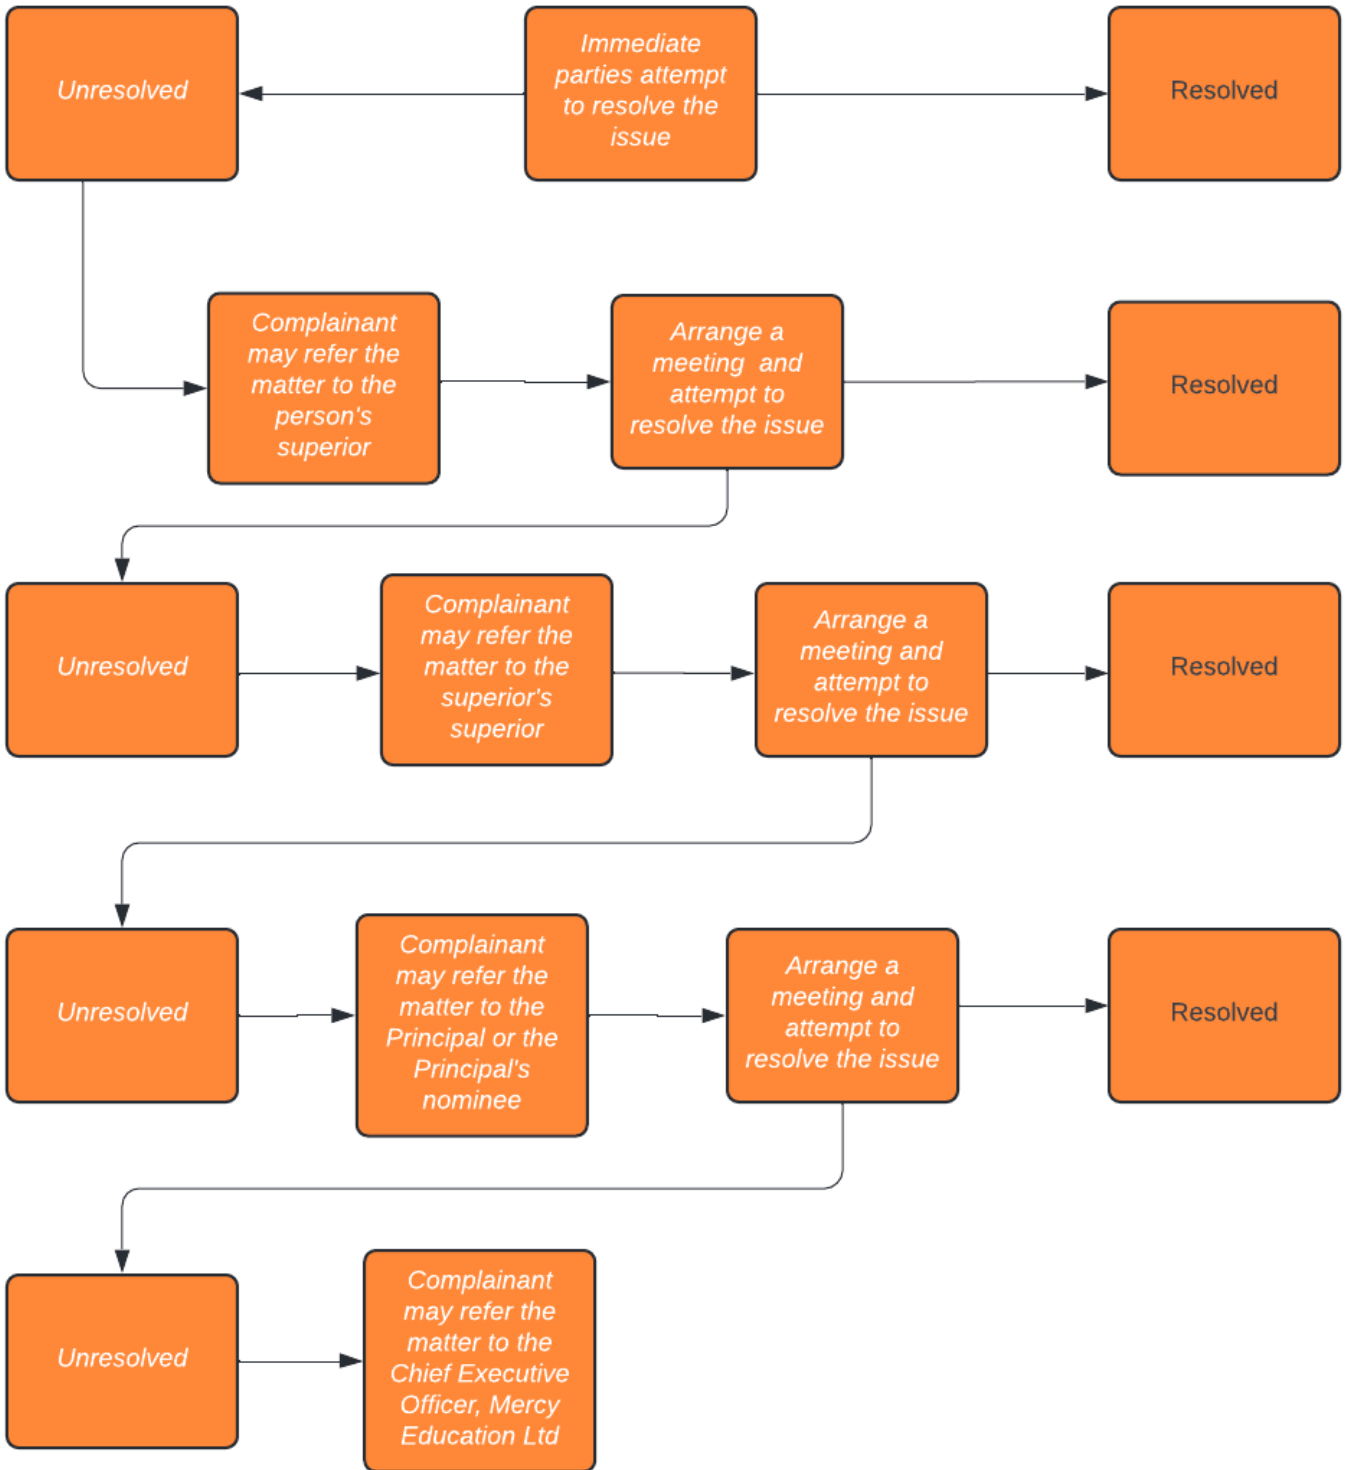 Unresolved
Immediate
parties attempt
to resolve the
issue
Resolved
Complainant
may refer the
matter to the
person's
superior
Arrange a
meeting  and
attempt to
resolve the issue
Resolved
Unresolved
Complainant
may refer the
matter to the
superior's
superior
Arrange a
meeting and
attempt to
resolve the issue
Resolved
Unresolved
Complainant
may refer the
matter to the
Principal or the
Principal's
nominee
Arrange a
meeting and
attempt to
resolve the issue
Resolved
Unresolved
Complainant
may refer the
matter to the
Chief Executive
Officer, Mercy
Education Ltd